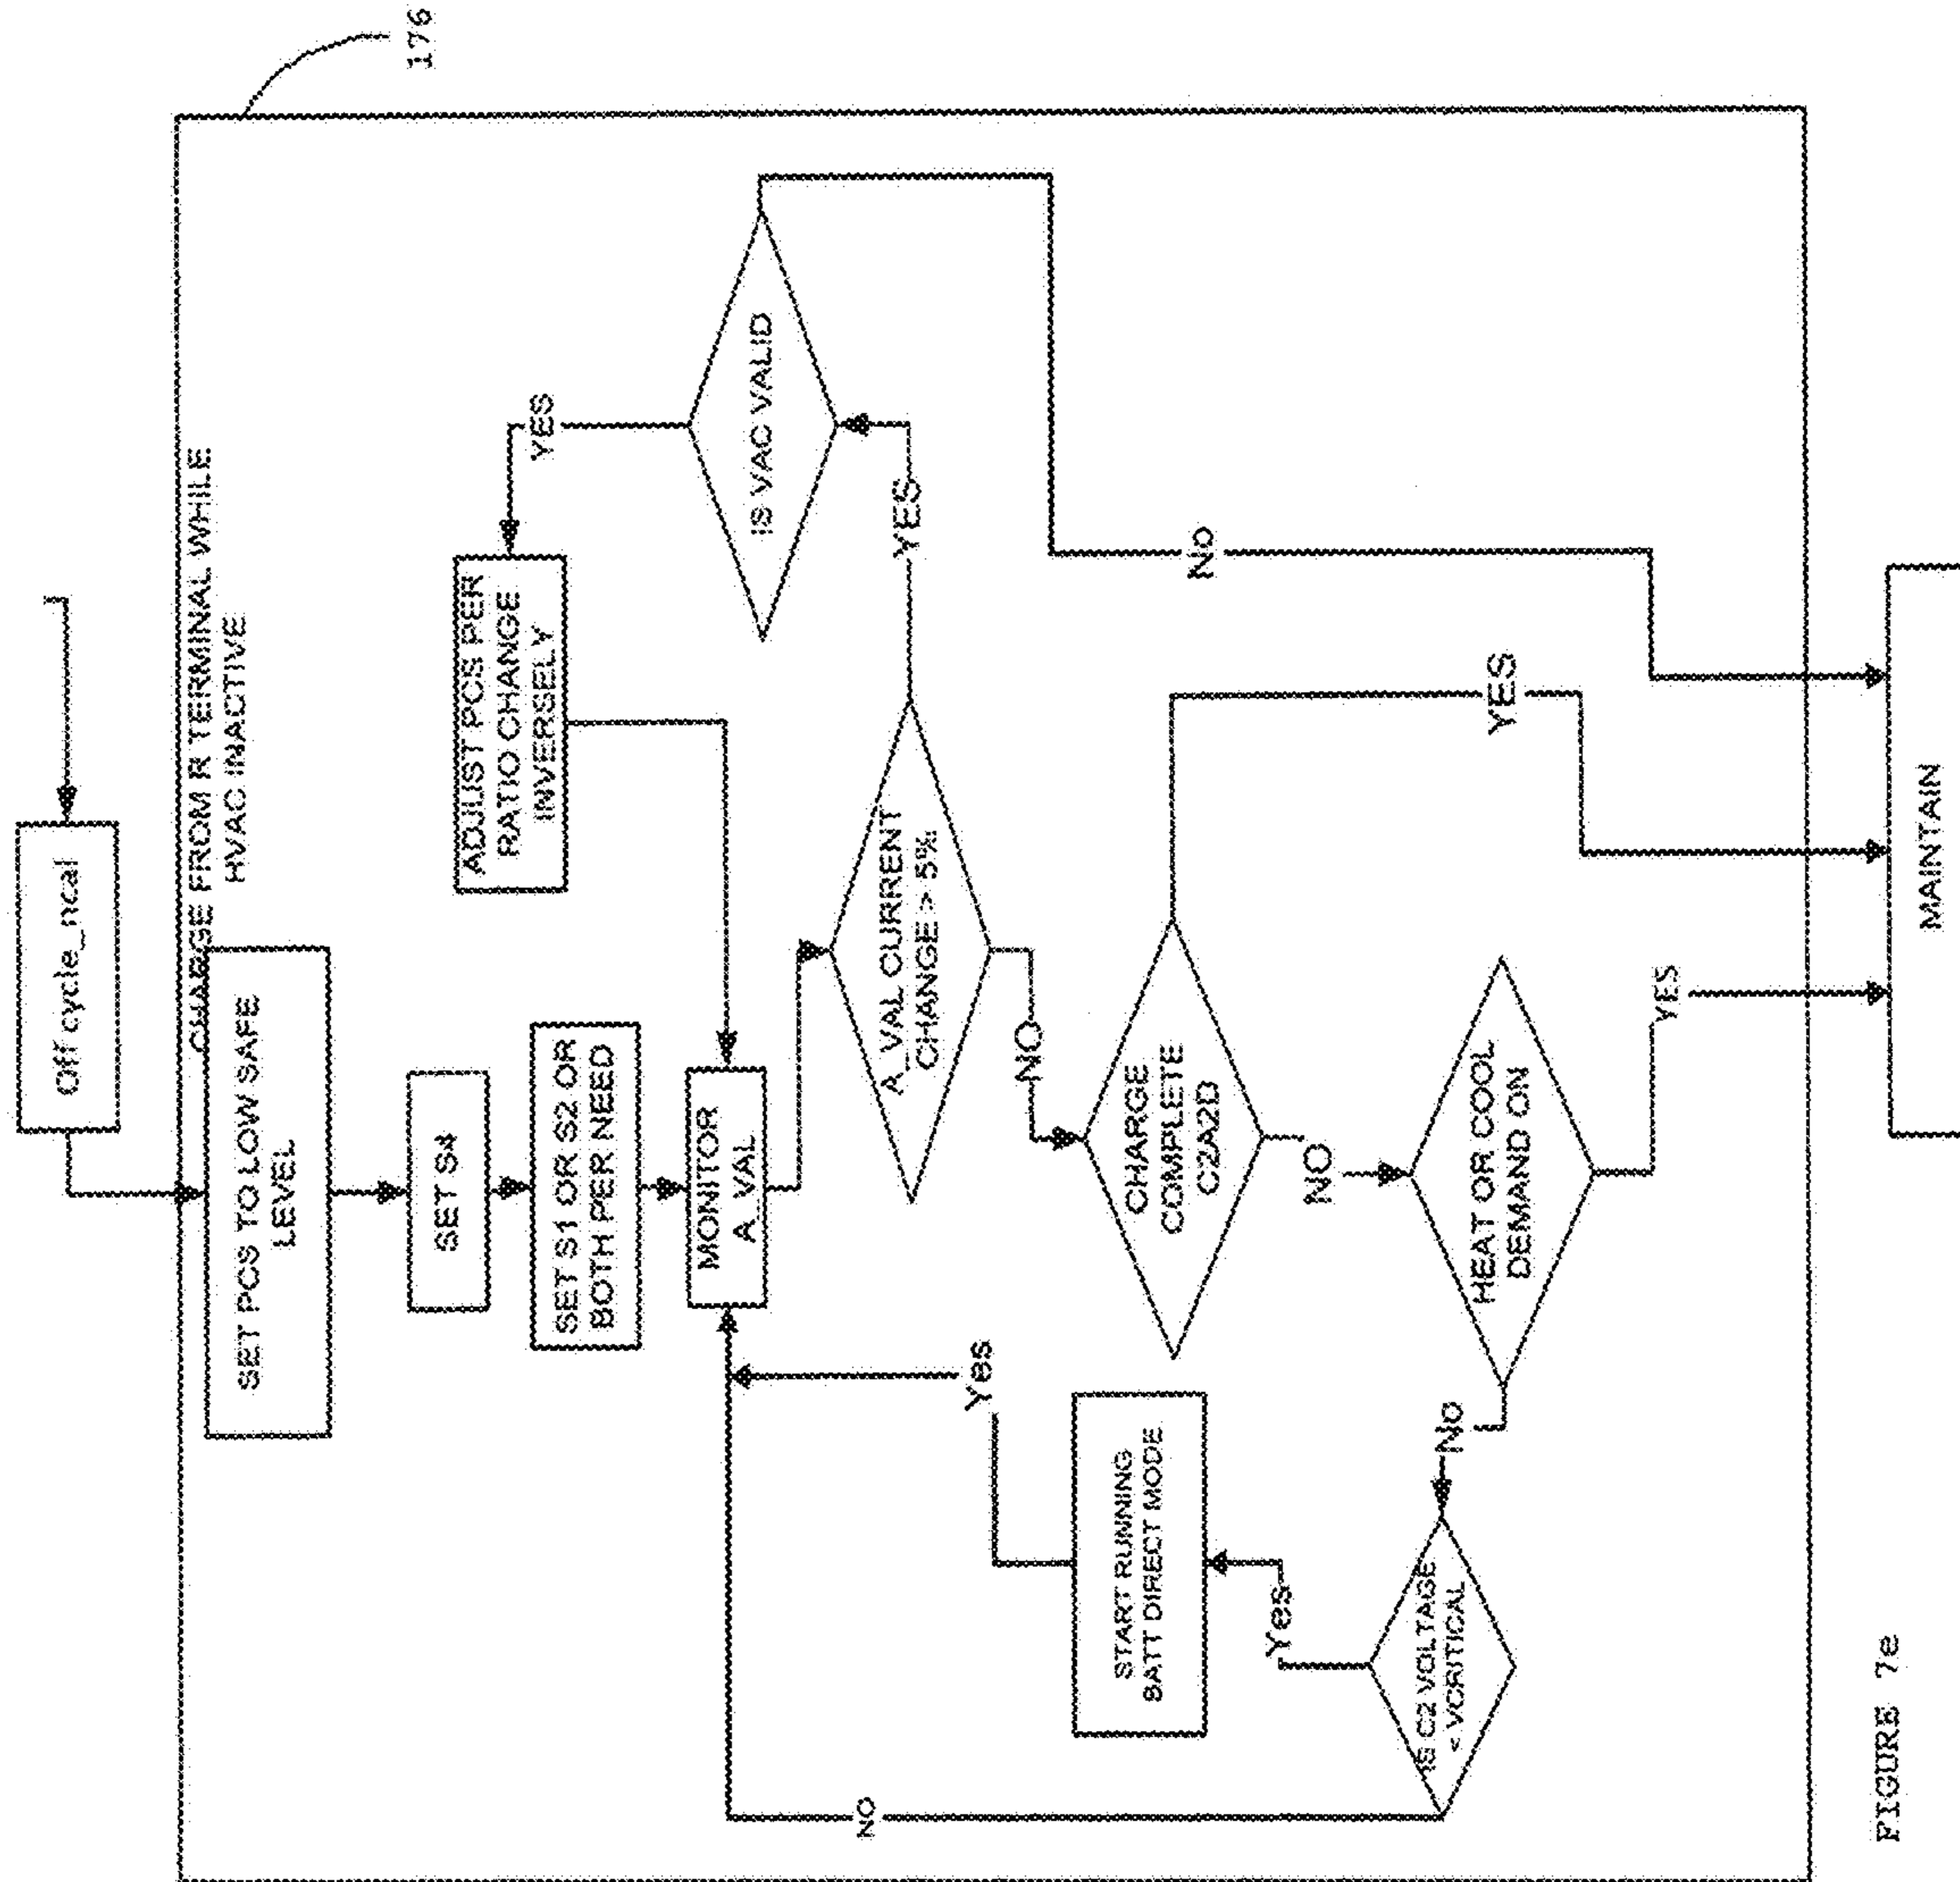 176
Off cycle_ncal
CHARGE FROM R TERMINAL WHILE
HVAC INACTIVE
SET PCS TO LOW SAFE
LEVEL
SET S4
SET S1 OR S2 OR
BOTH PER NEED
MONITOR
A_VAL
ADJUST PCS PER
RATIO CHANGE
INVERSELY
YES
IS VAC VALID
YES
A_VAL CURRENT
CHANGE > 5%
NO
No
CHARGE
COMPLETE
C2A2D
YES
NO
HEAT OR COOL
DEMAND ON
YES
No
IS C2 VOLTAGE
< VCRITICAL
Yes
START RUNNING
BATT DIRECT MODE
Yes
NO
MAINTAIN
FIGURE 7e